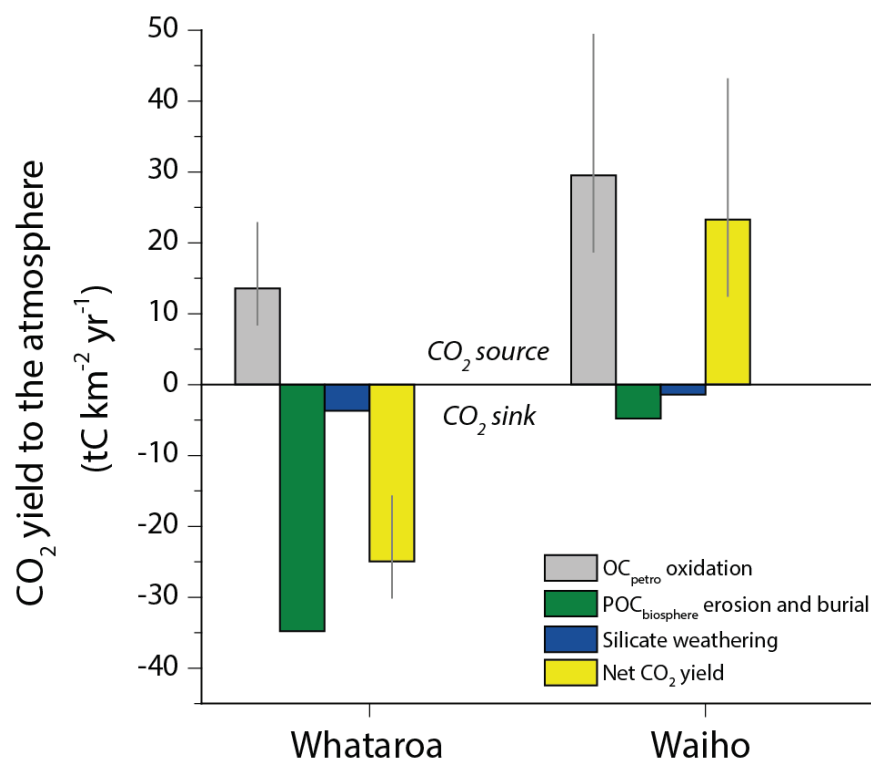 CO₂ yield to the atmosphere
(tC km⁻² yr⁻¹)
50
40
30
20
10
0
-10
-20
-30
-40
CO₂ source
CO₂ sink
OCpetro oxidation
POCbiosphere erosion and burial
Silicate weathering
Net CO₂ yield
Whataroa
Waiho